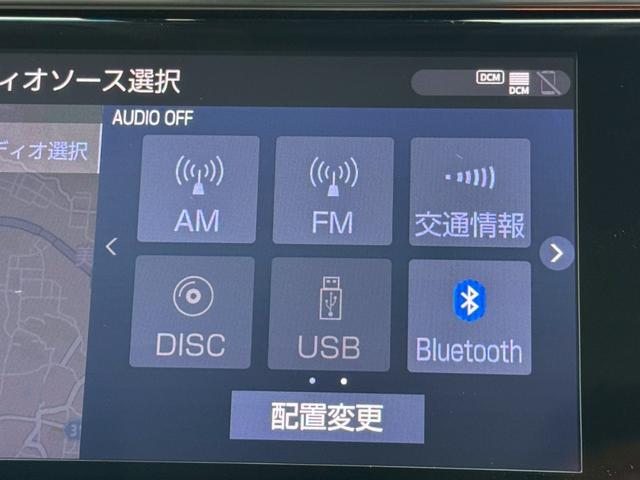 ィオソース選択
DCM
DCM
ディオ選択
AUDIO OFF
AM
FM
交通情報
DISC
USB
Bluetooth
配置変更